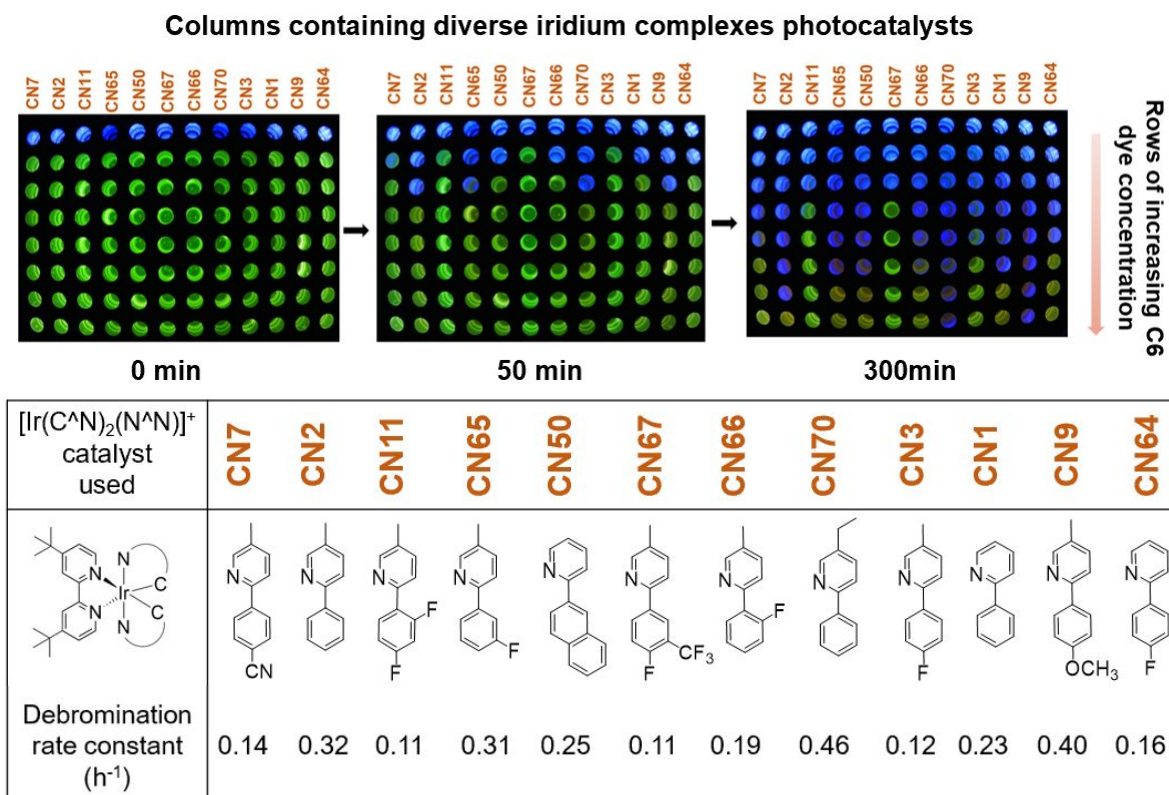 Columns containing diverse iridium complexes photocatalysts
CN7 CN2 CN11 CN65 CN50 CN67 CN66 CN70 CN3 CN1 CN9 CN64
CN7 CN2 CN11 CN65 CN50 CN67 CN66 CN70 CN3 CN1 CN9 CN64
CN7 CN2 CN11 CN65 CN50 CN67 CN66 CN70 CN3 CN1 CN9 CN64
Rows of increasing C6
dye concentration
0 min
50 min
300min
[Ir(C^N)₂(N^N)]⁺
catalyst
used
CN7 CN2 CN11 CN65 CN50 CN67 CN66 CN70 CN3 CN1 CN9 CN64
N
N
Ir
C
C
N
N
N
CN
N
N
F
F
N
F
N
N
F
CF₃
N
F
N
N
F
N
N
OCH₃
N
F
Debromination
rate constant
(h⁻¹)
0.14 0.32 0.11 0.31 0.25 0.11 0.19 0.46 0.12 0.23 0.40 0.16